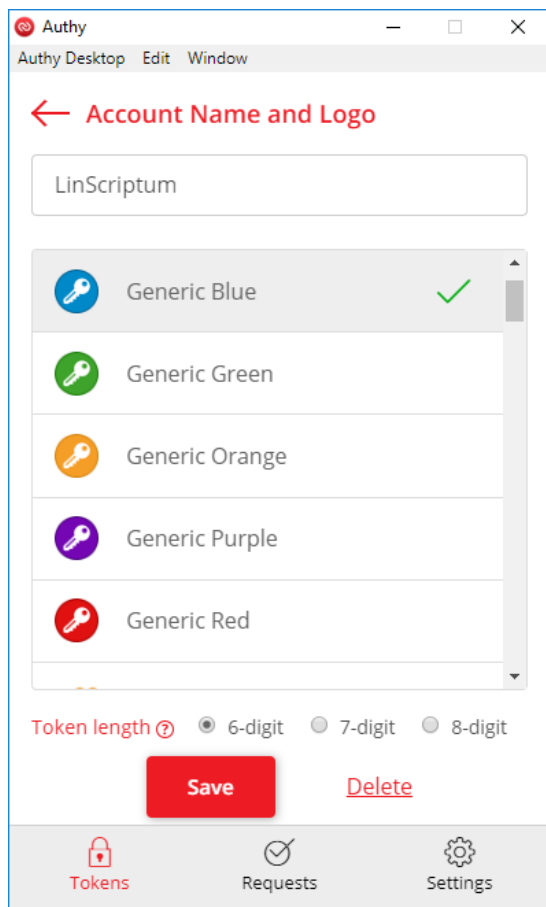 Authy
Authy Desktop Edit Window
Account Name and Logo
LinScriptum
Generic Blue
Generic Green
Generic Orange
Generic Purple
Generic Red
Token length ? 6-digit 7-digit 8-digit
Save Delete
Tokens Requests Settings